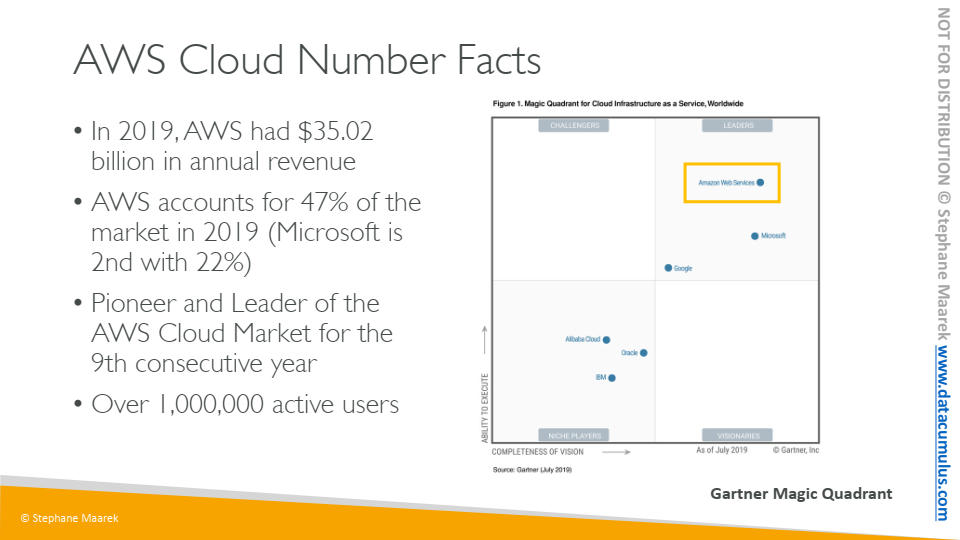 AWS Cloud Number Facts
• In 2019, AWS had $35.02
billion in annual revenue
• AWS accounts for 47% of the
market in 2019 (Microsoft is
2nd with 22%)
• Pioneer and Leader of the
AWS Cloud Market for the
9th consecutive year
• Over 1,000,000 active users
Figure 1. Magic Quadrant for Cloud Infrastructure as a Service, Worldwide
CHALLENGERS
LEADERS
Amazon Web Services
Microsoft
Google
Alibaba Cloud
Oracle
IBM
ABILITY TO EXECUTE
NICHE PLAYERS
VISIONARIES
COMPLETENESS OF VISION
As of July 2019
© Gartner, Inc
Source: Gartner (July 2019)
Gartner Magic Quadrant
© Stephane Maarek
NOT FOR DISTRIBUTION © Stephane Maarek www.datacumulus.com